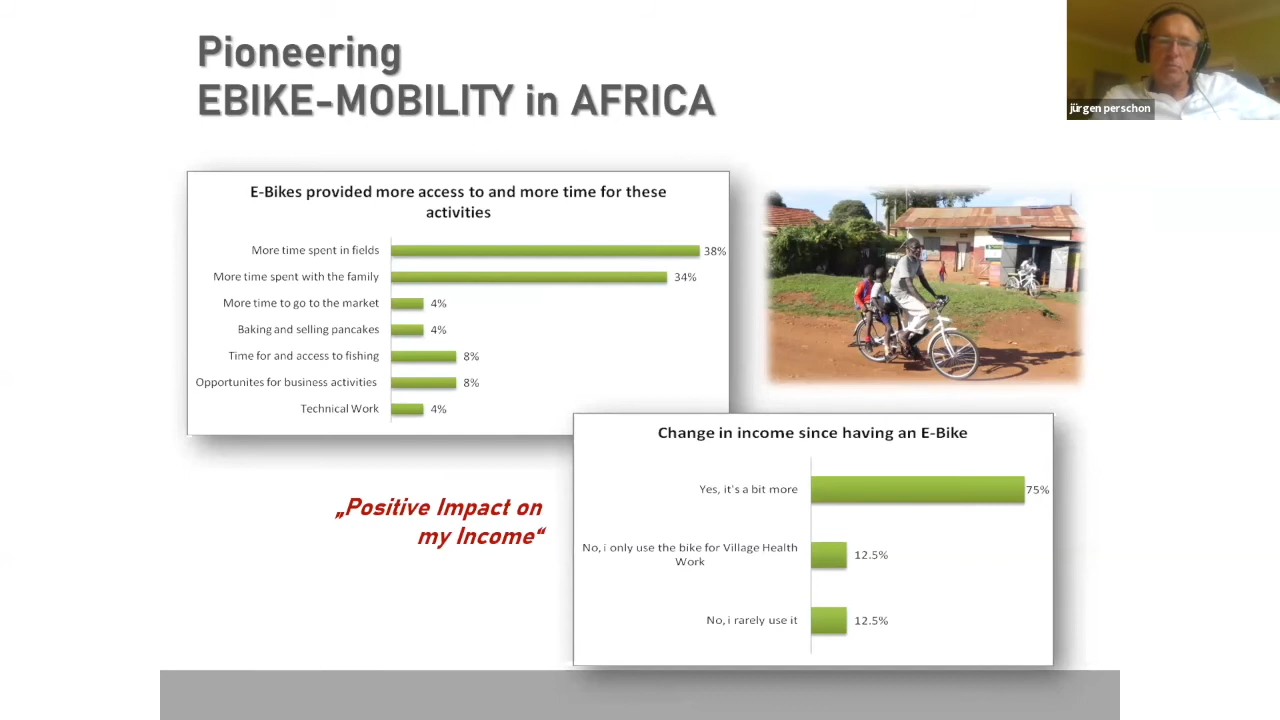 Pioneering
EBIKE-MOBILITY in AFRICA
jürgen perschon
E-Bikes provided more access to and more time for these
activities
More time spent in fields 38%
More time spent with the family 34%
More time to go to the market 4%
Baking and selling pancakes 4%
Time for and access to fishing 8%
Opportunites for business activities 8%
Technical Work 4%
„Positive Impact on
my Income“
Change in income since having an E-Bike
Yes, it's a bit more 75%
No, i only use the bike for Village Health
Work 12.5%
No, i rarely use it 12.5%